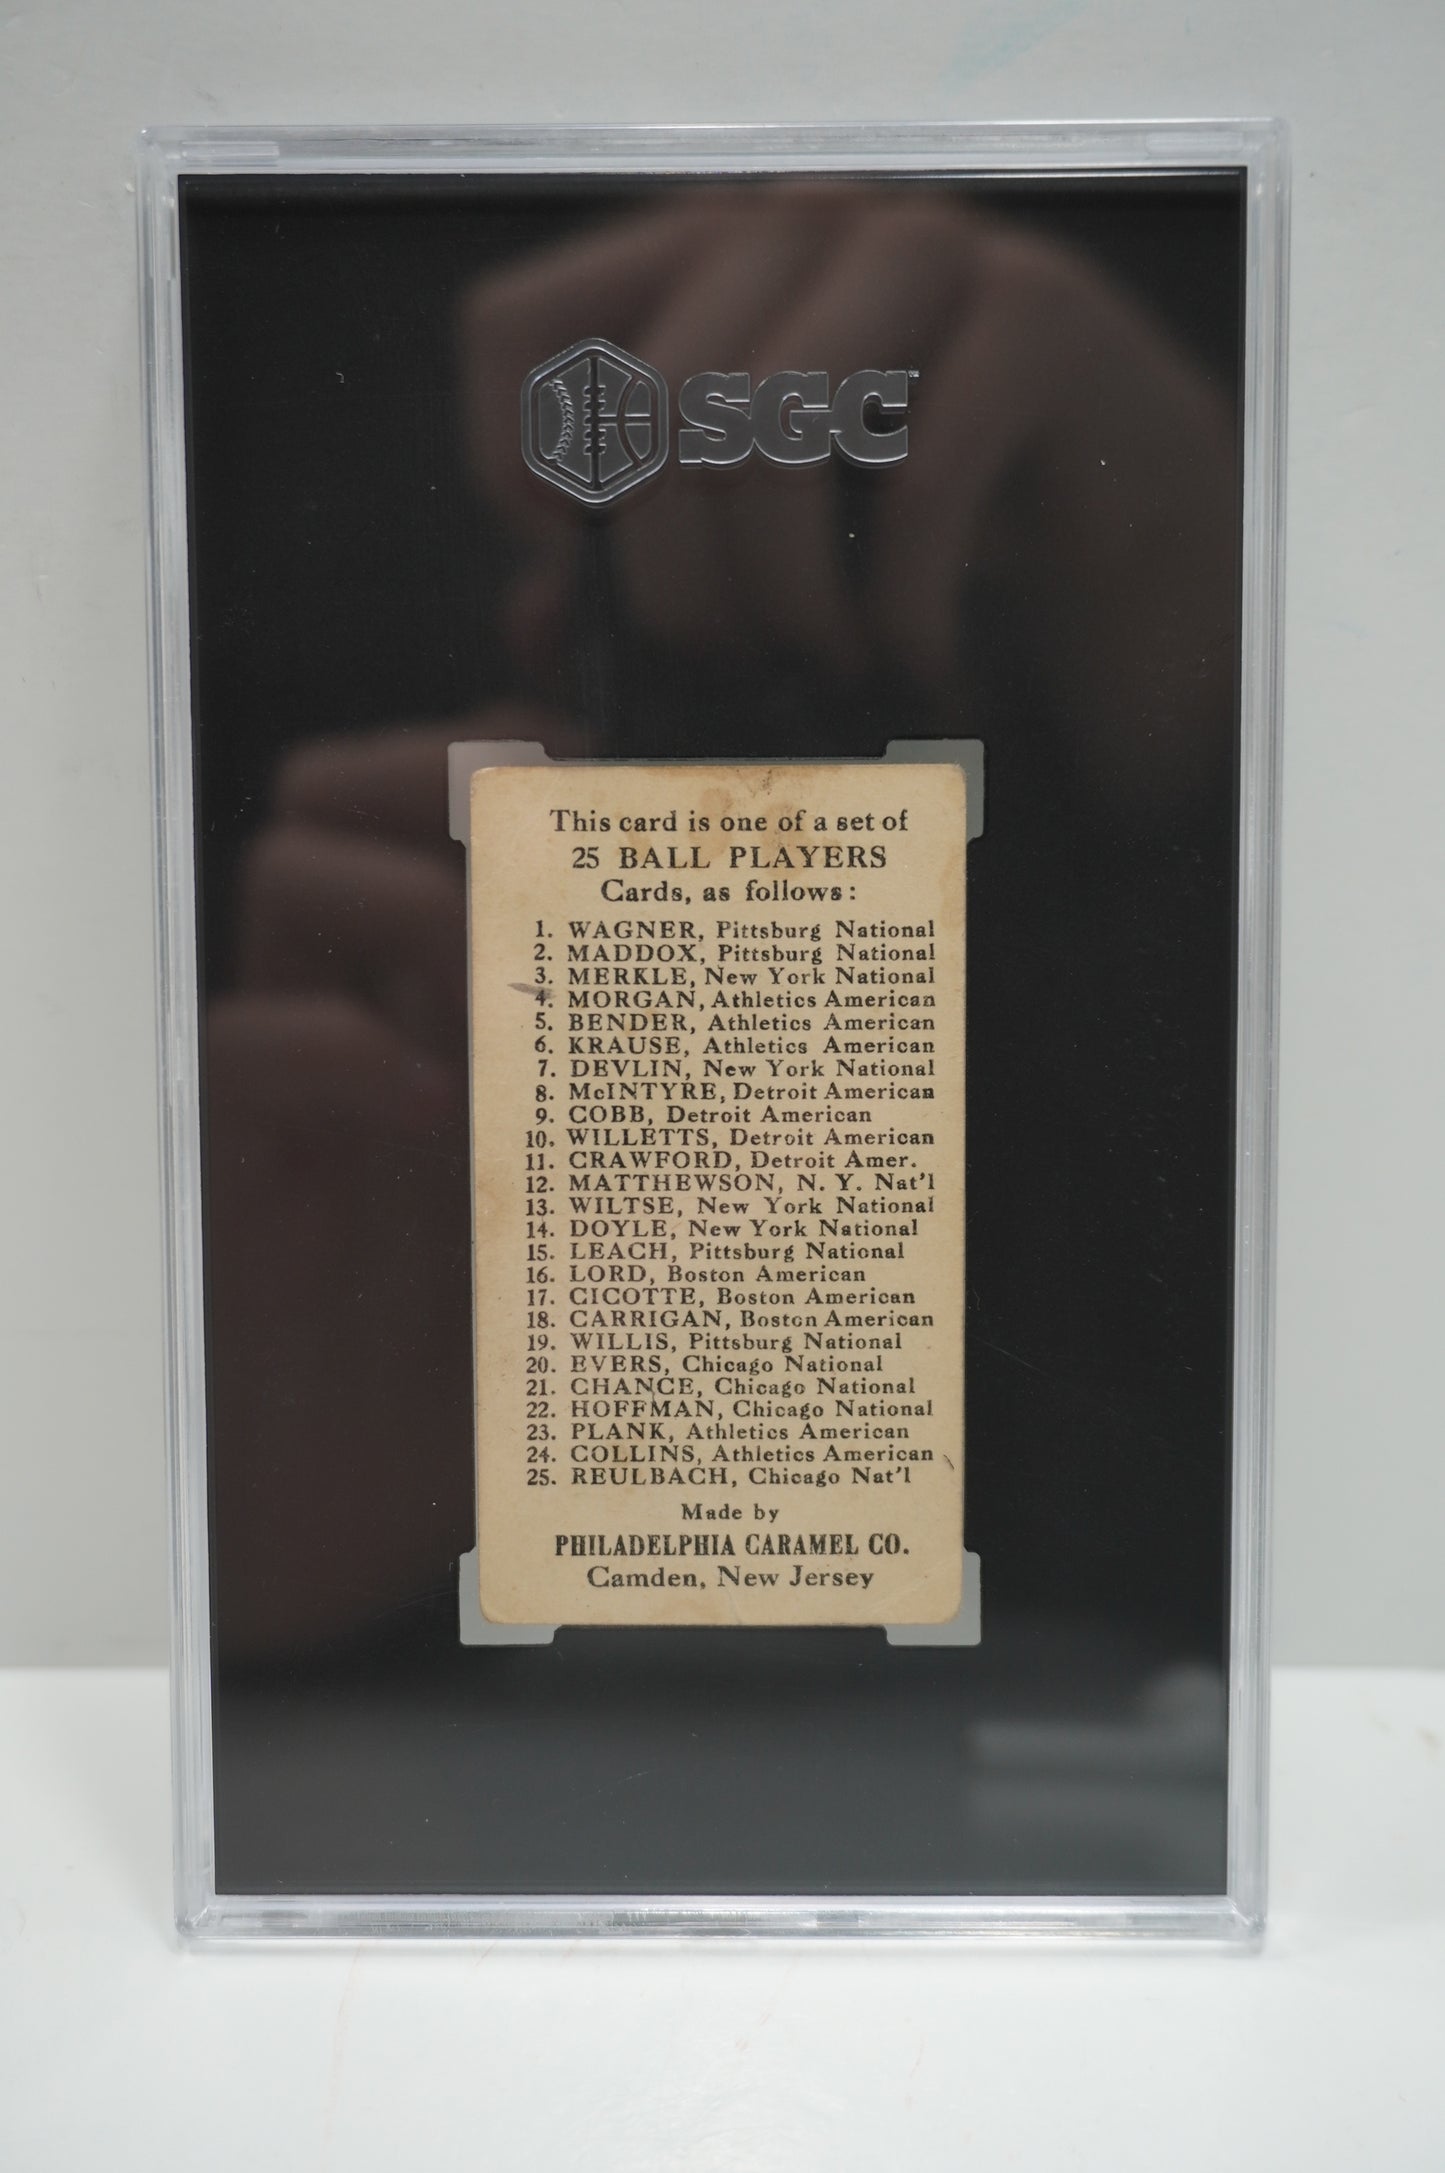 SGC
This card is one of a set of
25 BALL PLAYERS
Cards, as follows:
1. WAGNER, Pittsburg National
2. MADDOX, Pittsburg National
3. MERKLE, New York National
4. MORGAN, Athletics American
5. BENDER, Athletics American
6. KRAUSE, Athletics American
7. DEVLIN, New York National
8. McINTYRE, Detroit American
9. COBB, Detroit American
10. WILLETTS, Detroit American
11. CRAWFORD, Detroit Amer.
12. MATTHEWSON, N. Y. Nat'l
13. WILTSE, New York National
14. DOYLE, New York National
15. LEACH, Pittsburg National
16. LORD, Boston American
17. CICOTTE, Boston American
18. CARRIGAN, Boston American
19. WILLIS, Pittsburg National
20. EVERS, Chicago National
21. CHANCE, Chicago National
22. HOFFMAN, Chicago National
23. PLANK, Athletics American
24. COLLINS, Athletics American
25. REULBACH, Chicago Nat'l
Made by
PHILADELPHIA CARAMEL CO.
Camden, New Jersey